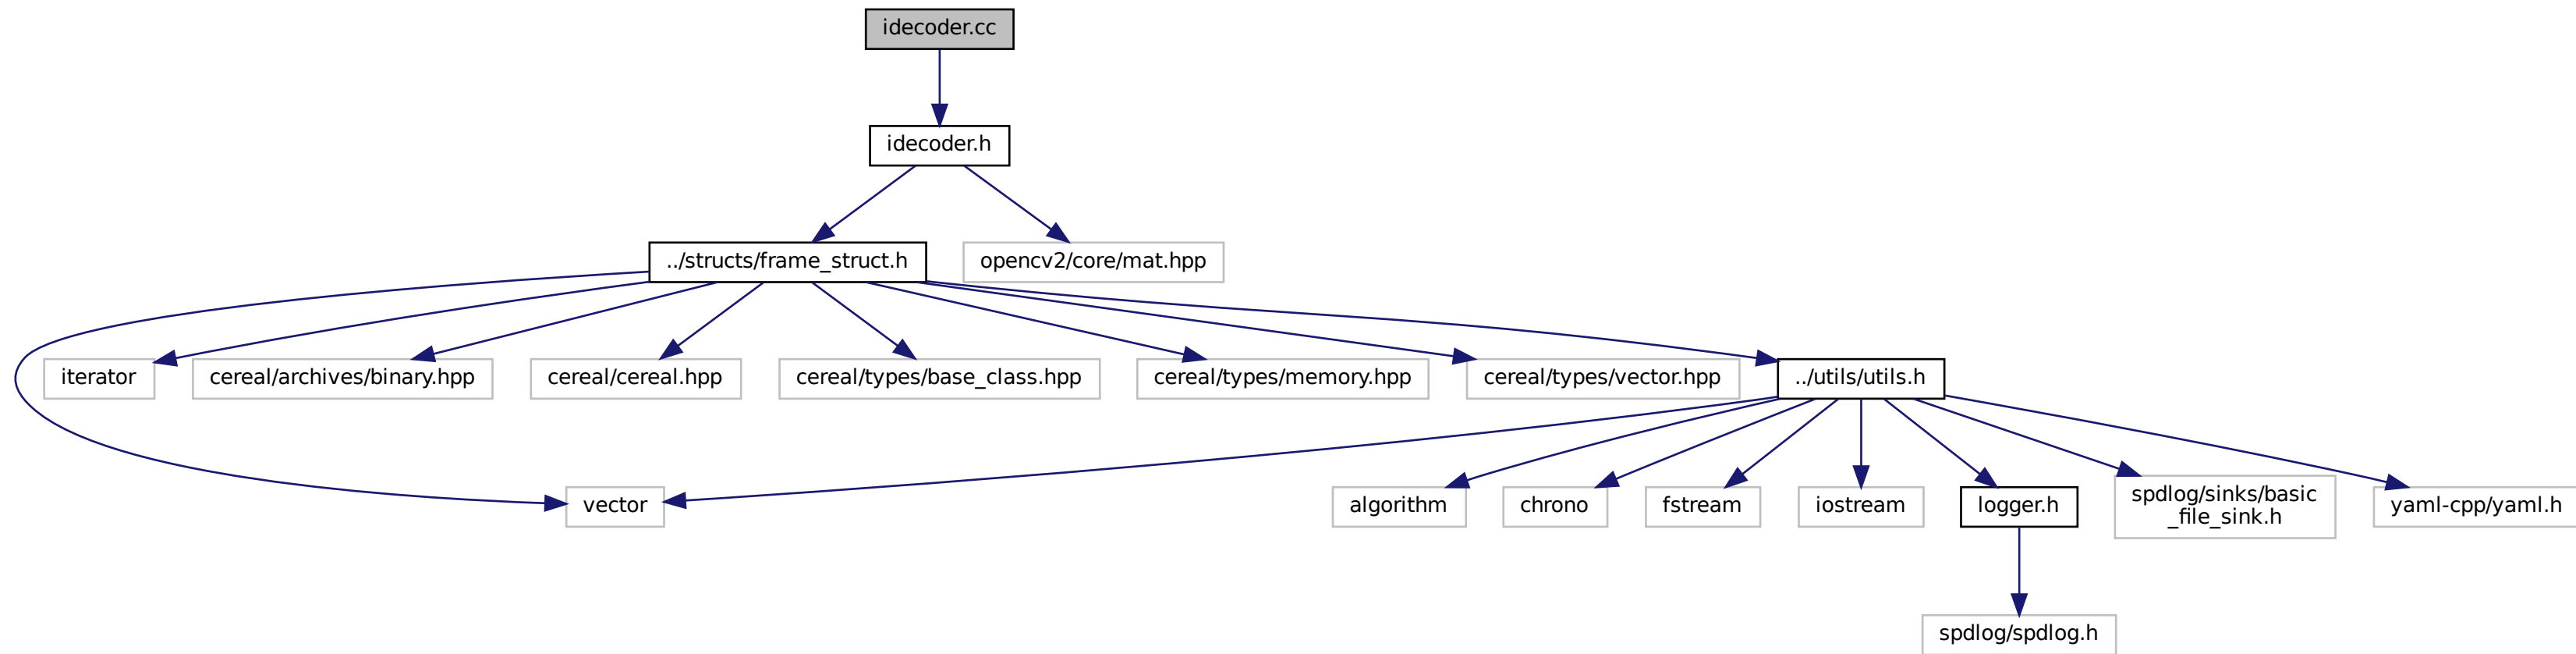 idecoder.cc
idecoder.h
../structs/frame_struct.h
opencv2/core/mat.hpp
iterator
cereal/archives/binary.hpp
cereal/cereal.hpp
cereal/types/base_class.hpp
cereal/types/memory.hpp
cereal/types/vector.hpp
../utils/utils.h
vector
algorithm
chrono
fstream
iostream
logger.h
spdlog/sinks/basic
_file_sink.h
yaml-cpp/yaml.h
spdlog/spdlog.h